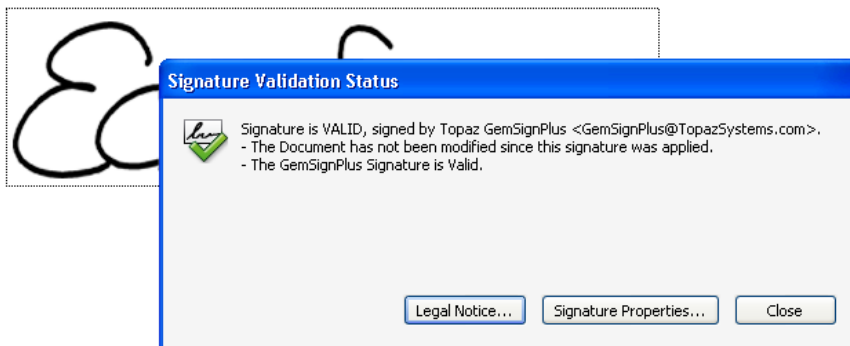 Signature Validation Status
Signature is VALID, signed by Topaz GemSignPlus <GemSignPlus@TopazSystems.com>.
- The Document has not been modified since this signature was applied.
- The GemSignPlus Signature is Valid.
Legal Notice... Signature Properties... Close